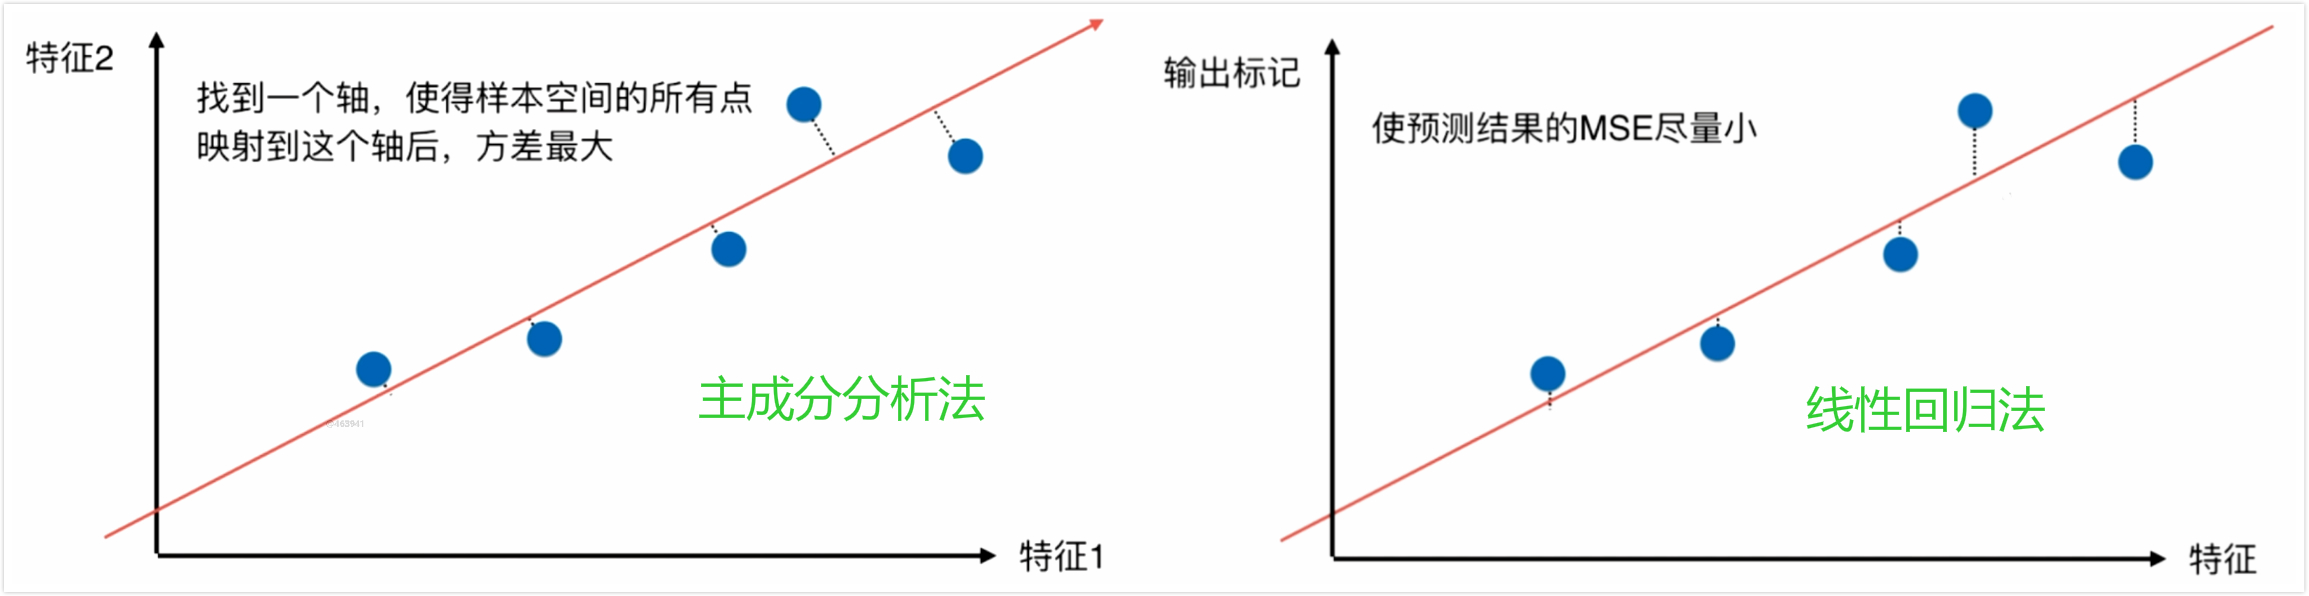 特征2
找到一个轴，使得样本空间的所有点
映射到这个轴后，方差最大
主成分分析法
特征1
输出标记
使预测结果的MSE尽量小
线性回归法
特征